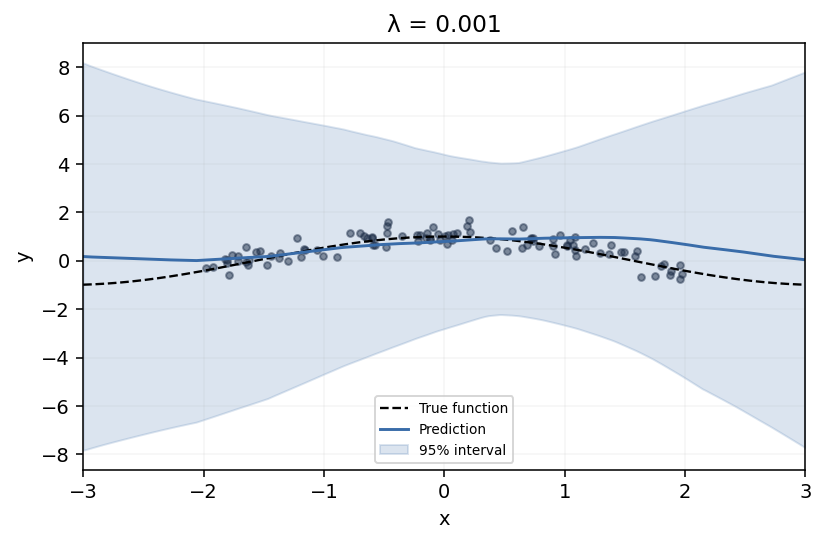 λ = 0.001
8
6
4
2
0
−2
−4
−6
−8
y
True function
Prediction
95% interval
−3 −2 −1 0 1 2 3
x